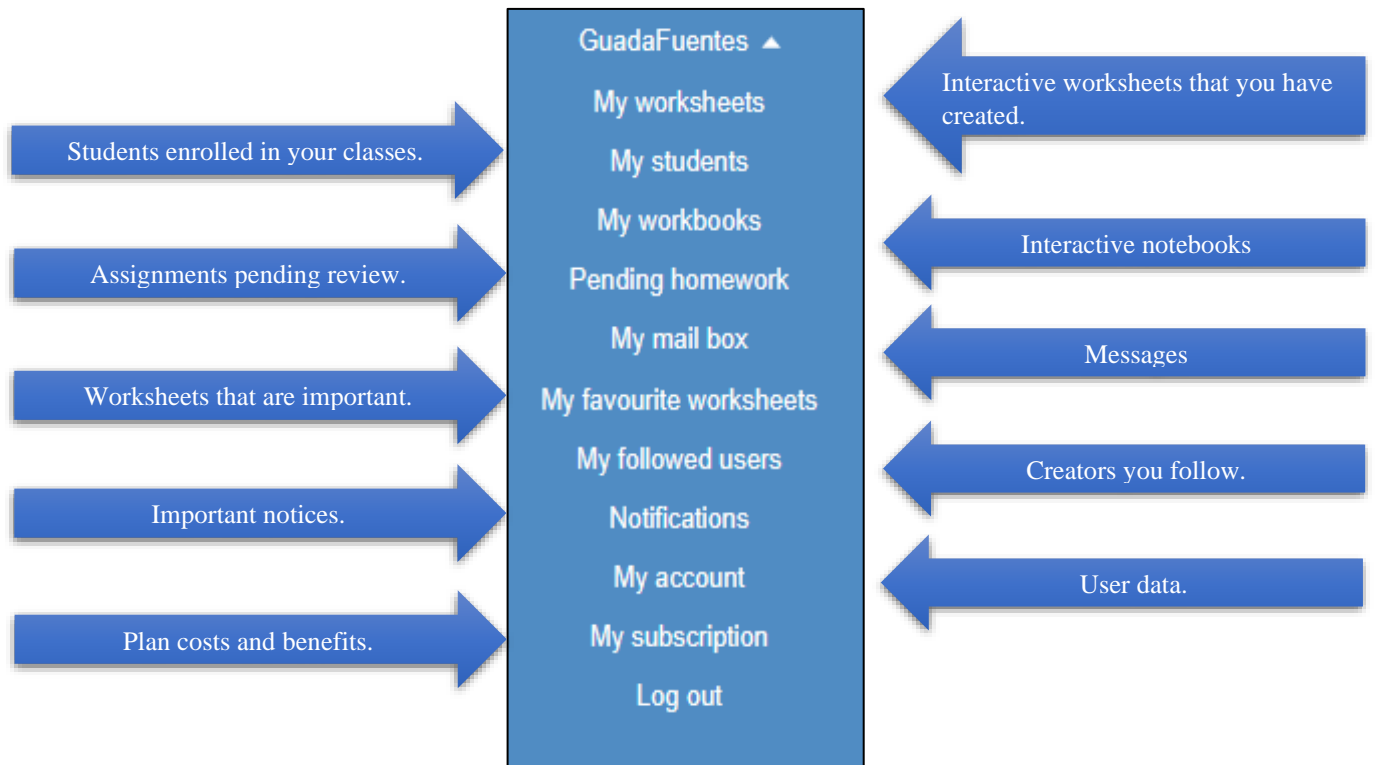 GuadaFuentes
My worksheets
Interactive worksheets that you have
created.
Students enrolled in your classes.
My students
My workbooks
Interactive notebooks
Assignments pending review.
Pending homework
My mail box
Messages
Worksheets that are important.
My favourite worksheets
My followed users
Creators you follow.
Important notices.
Notifications
My account
User data.
Plan costs and benefits.
My subscription
Log out